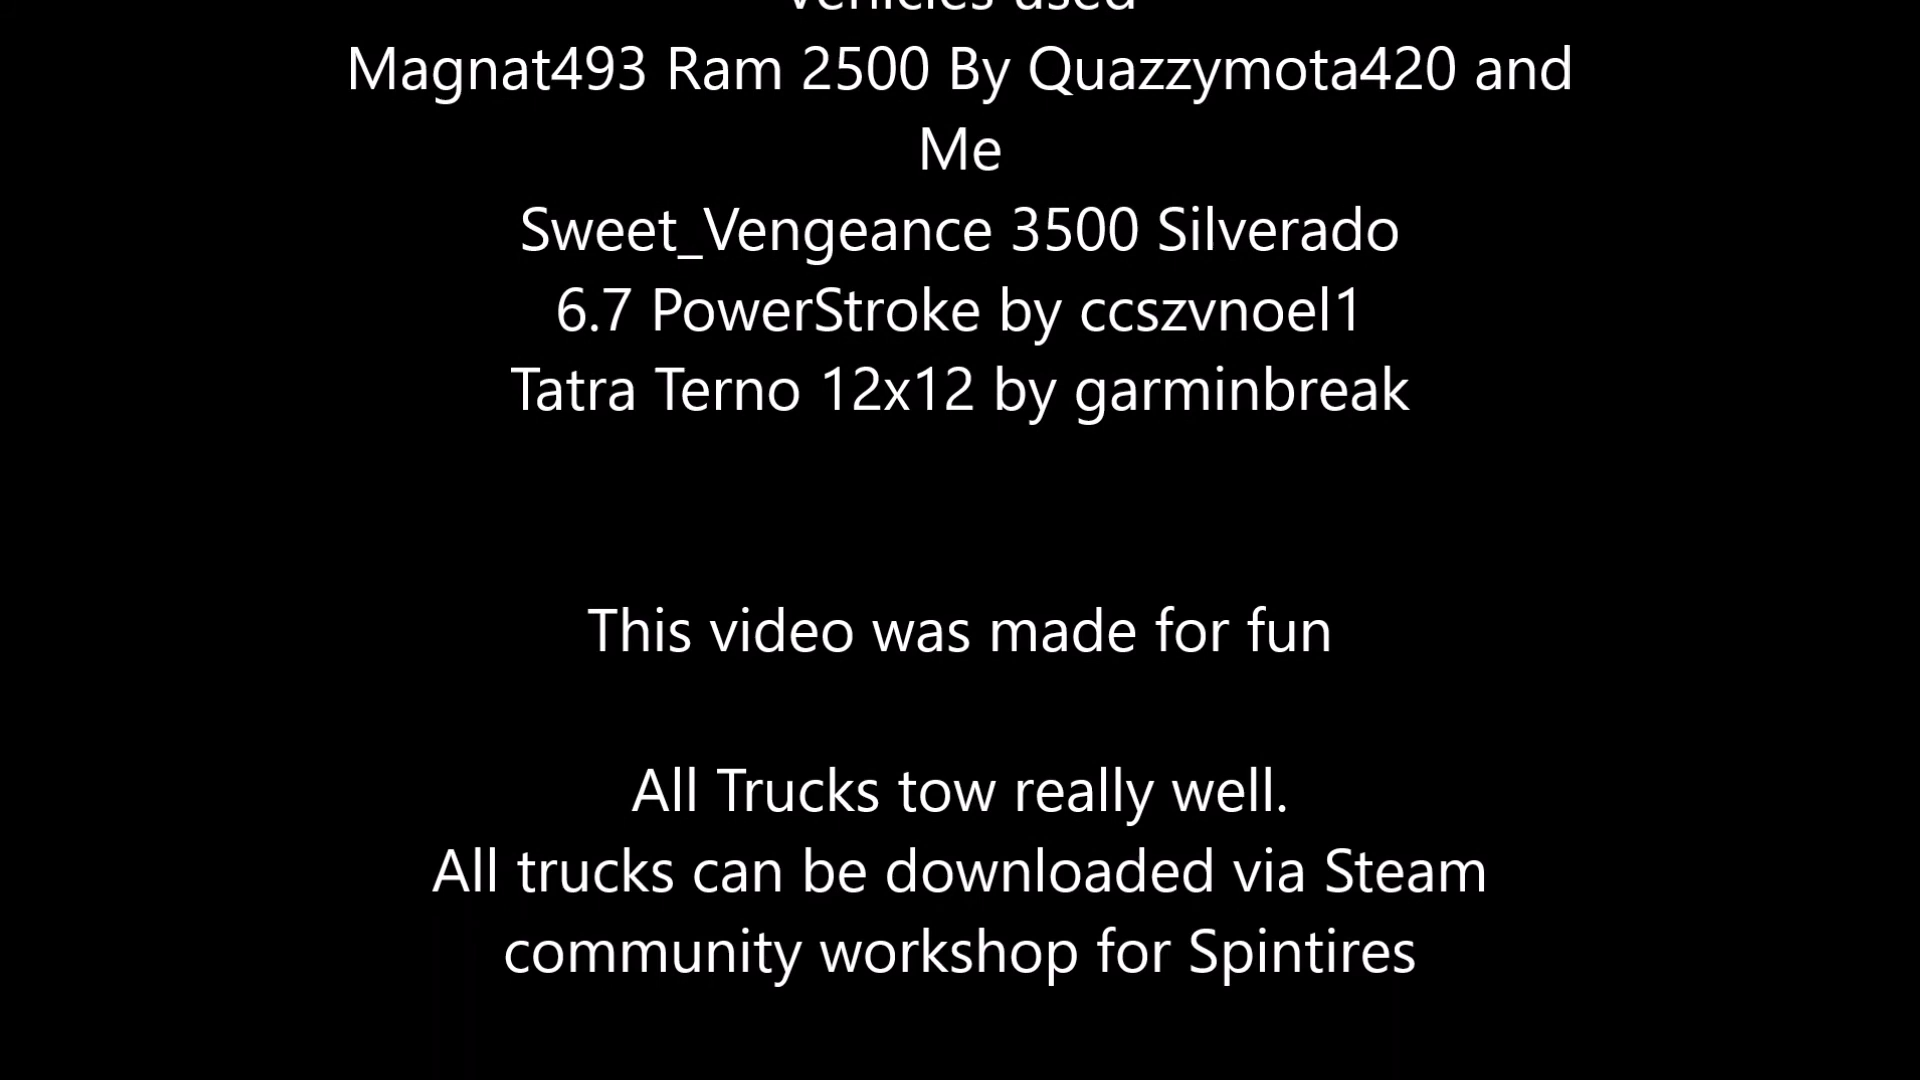 vehicles used
Magnat493 Ram 2500 By Quazzymota420 and
Me
Sweet_Vengeance 3500 Silverado
6.7 PowerStroke by ccszvnoel1
Tatra Terno 12x12 by garminbreak
This video was made for fun
All Trucks tow really well.
All trucks can be downloaded via Steam
community workshop for Spintires